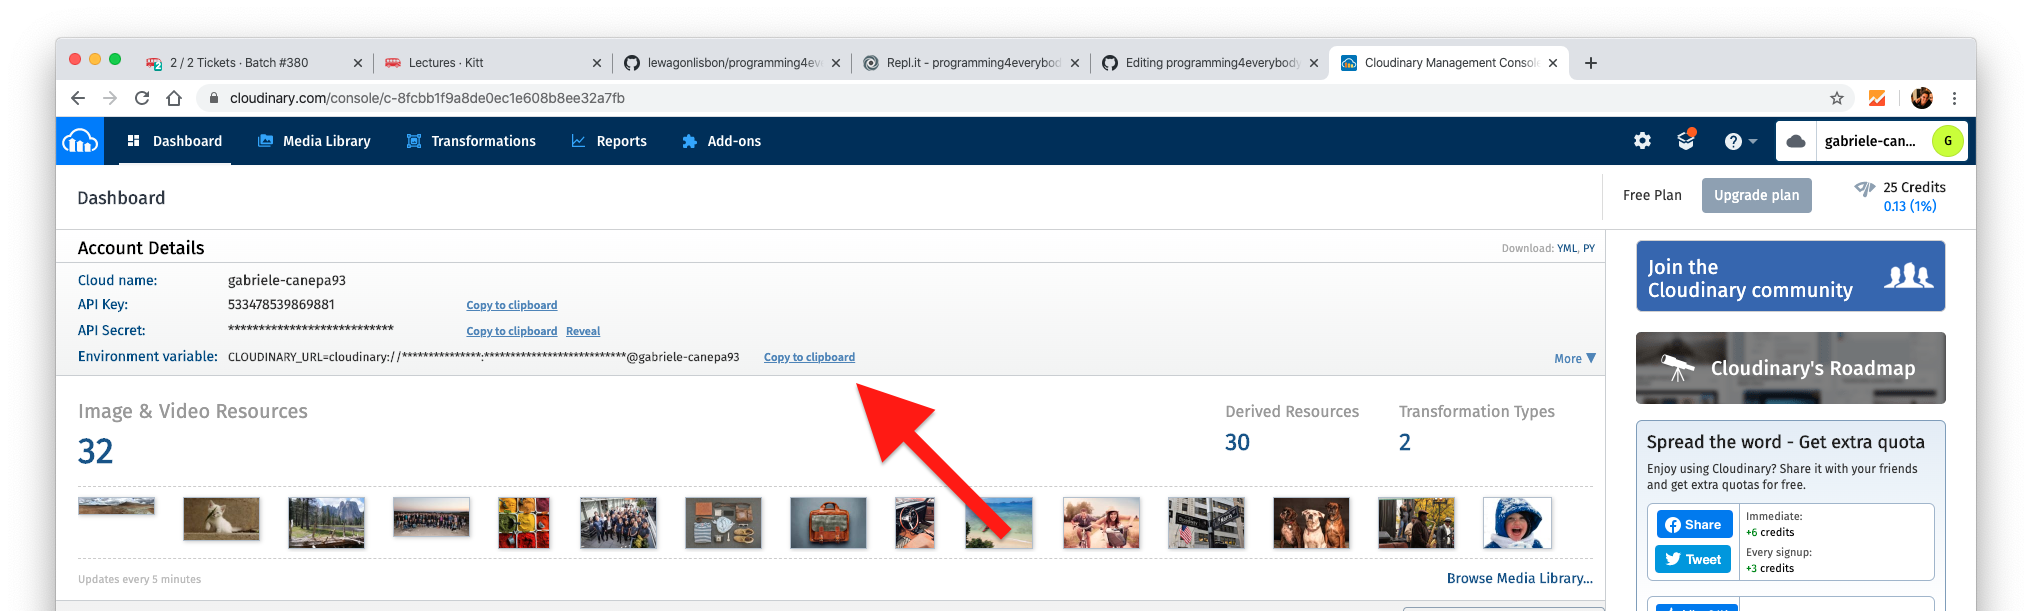 2 / 2 Tickets · Batch #380
Lectures · Kitt
lewagonlisbon/programming4eve
Repl.it - programming4everybod
Editing programming4everybody
Cloudinary Management Console
cloudinary.com/console/c-8fcbb1f9a8de0ec1e608b8ee32a7fb
Dashboard
Media Library
Transformations
Reports
Add-ons
gabriele-can...
G
Dashboard
Free Plan
Upgrade plan
25 Credits
0.13 (1%)
Account Details
Download: YML, PY
Cloud name: gabriele-canepa93
API Key: 533478539869881 Copy to clipboard
API Secret: *************************** Copy to clipboard Reveal
Environment variable: CLOUDINARY_URL=cloudinary://***************:***************************@gabriele-canepa93 Copy to clipboard
More
Image & Video Resources
32
Derived Resources
30
Transformation Types
2
Updates every 5 minutes
Browse Media Library...
Join the
Cloudinary community
Cloudinary's Roadmap
Spread the word - Get extra quota
Enjoy using Cloudinary? Share it with your friends
and get extra quotas for free.
Share
Tweet
Immediate:
+6 credits
Every signup:
+3 credits